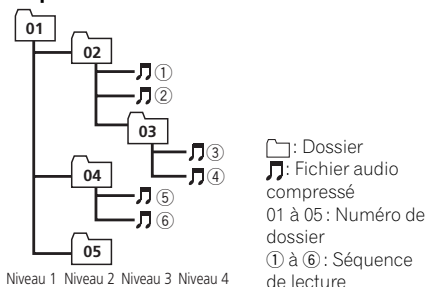 01
02
①
②
03
③
④
04
⑤
⑥
05
Niveau 1 Niveau 2 Niveau 3 Niveau 4
: Dossier
: Fichier audio
compressé
01 à 05 : Numéro de
dossier
① à ⑥ : Séquence
de lecture